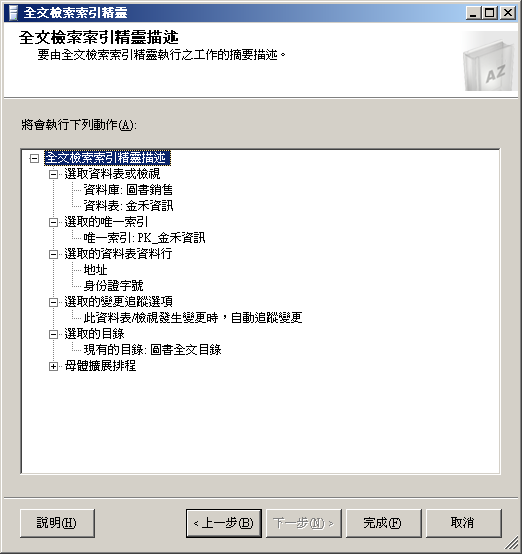 全文檢索索引精靈
全文檢索索引精靈描述
要由全文檢索索引精靈執行之工作的摘要描述。
AZ
將會執行下列動作(A):
全文檢索索引精靈描述
選取資料表或檢視
資料庫: 圖書銷售
資料表: 金禾資訊
選取的唯一索引
唯一索引: PK_金禾資訊
選取的資料表資料行
地址
身份證字號
選取的變更追蹤選項
此資料表/檢視發生變更時，自動追蹤變更
選取的目錄
現有的目錄: 圖書全文目錄
母體擴展排程
說明(H)
< 上一步(B)
下一步(N) >
完成(F)
取消